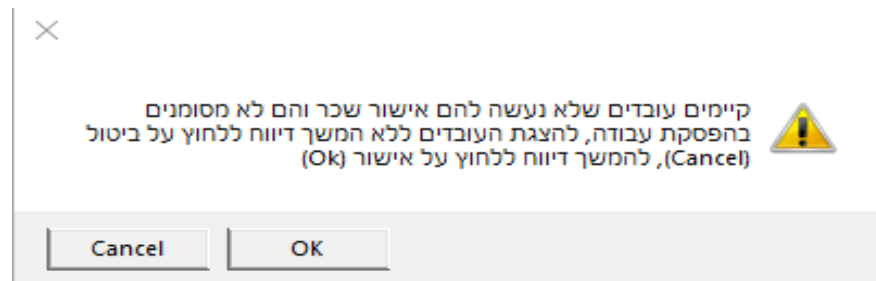 קיימים עובדים שלא נעשה להם אישור שכר והם לא מסומנים
בהפסקת עבודה, להצגת העובדים ללא המשך דיווח ללחוץ על ביטול
(Cancel), להמשך דיווח ללחוץ על אישור (Ok)
Cancel
OK